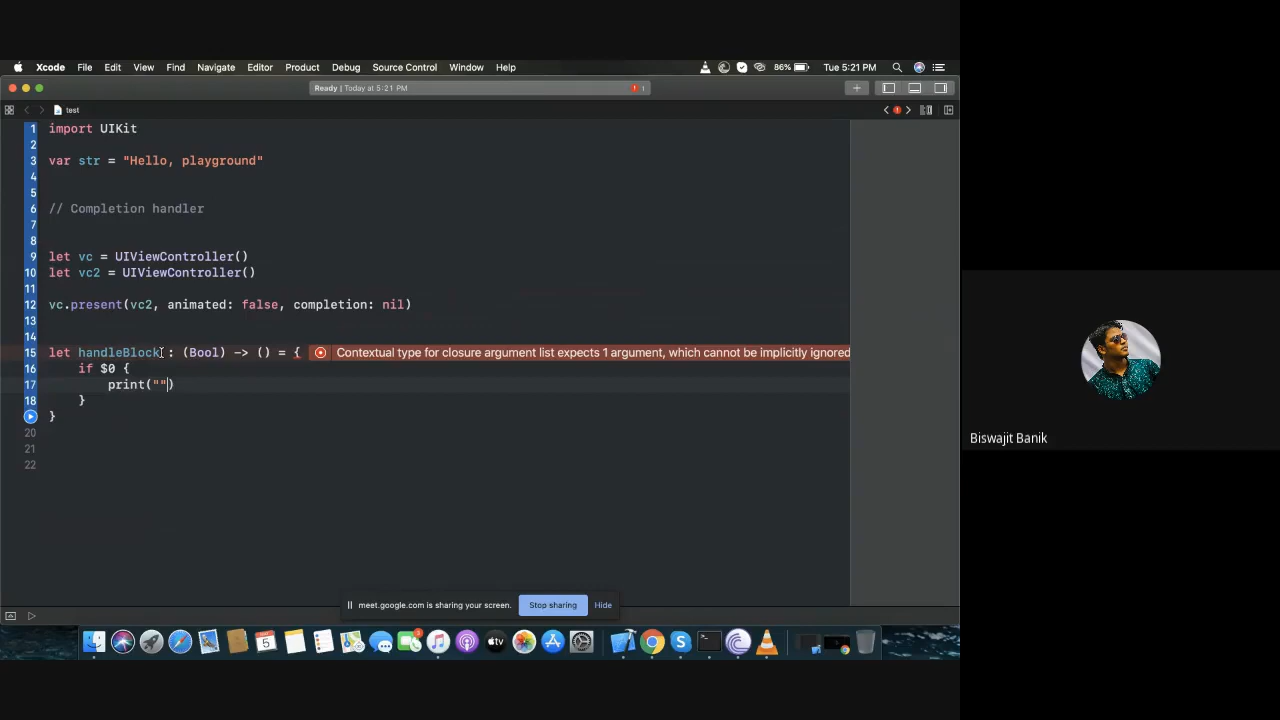 Xcode File Edit View Find Navigate Editor Product Debug Source Control Window Help 86% Tue 5:21 PM
Ready | Today at 5:21 PM
test
1 import UIKit
2
3 var str = "Hello, playground"
4
5
6 // Completion handler
7
8
9 let vc = UIViewController()
10 let vc2 = UIViewController()
11
12 vc.present(vc2, animated: false, completion: nil)
13
14
15 let handleBlock : (Bool) -> () = { Contextual type for closure argument list expects 1 argument, which cannot be implicitly ignored
16 if $0 {
17 print("")
18 }
}
20
21
22
Biswajit Banik
meet.google.com is sharing your screen. Stop sharing Hide
5
tv